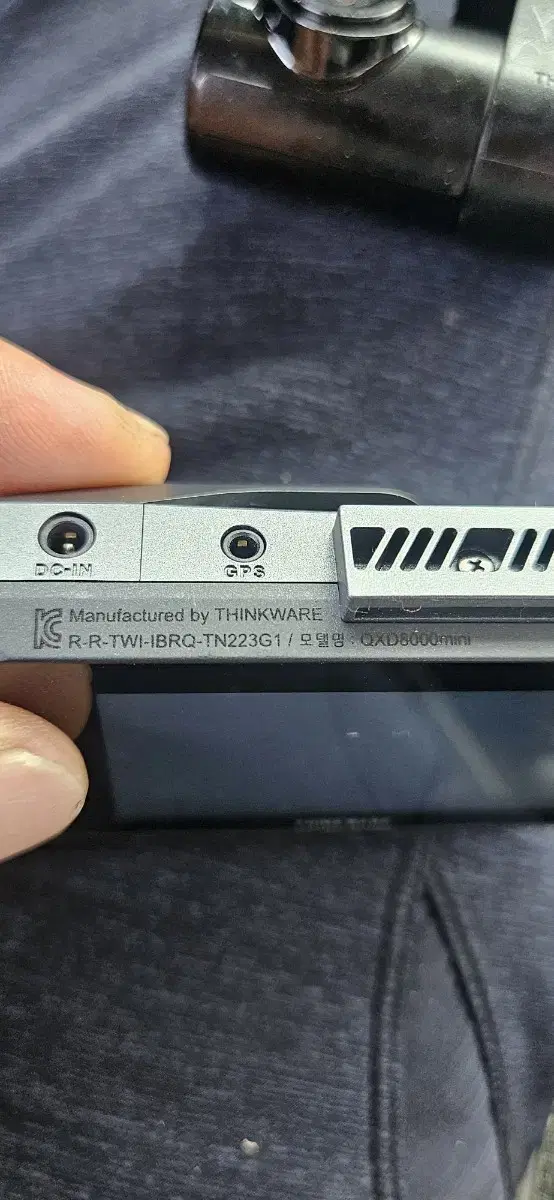 DC-IN
GPS
Manufactured by THINKWARE
R-R-TWI-IBRQ-TN223G1 / 모델명 : QXD8000mini